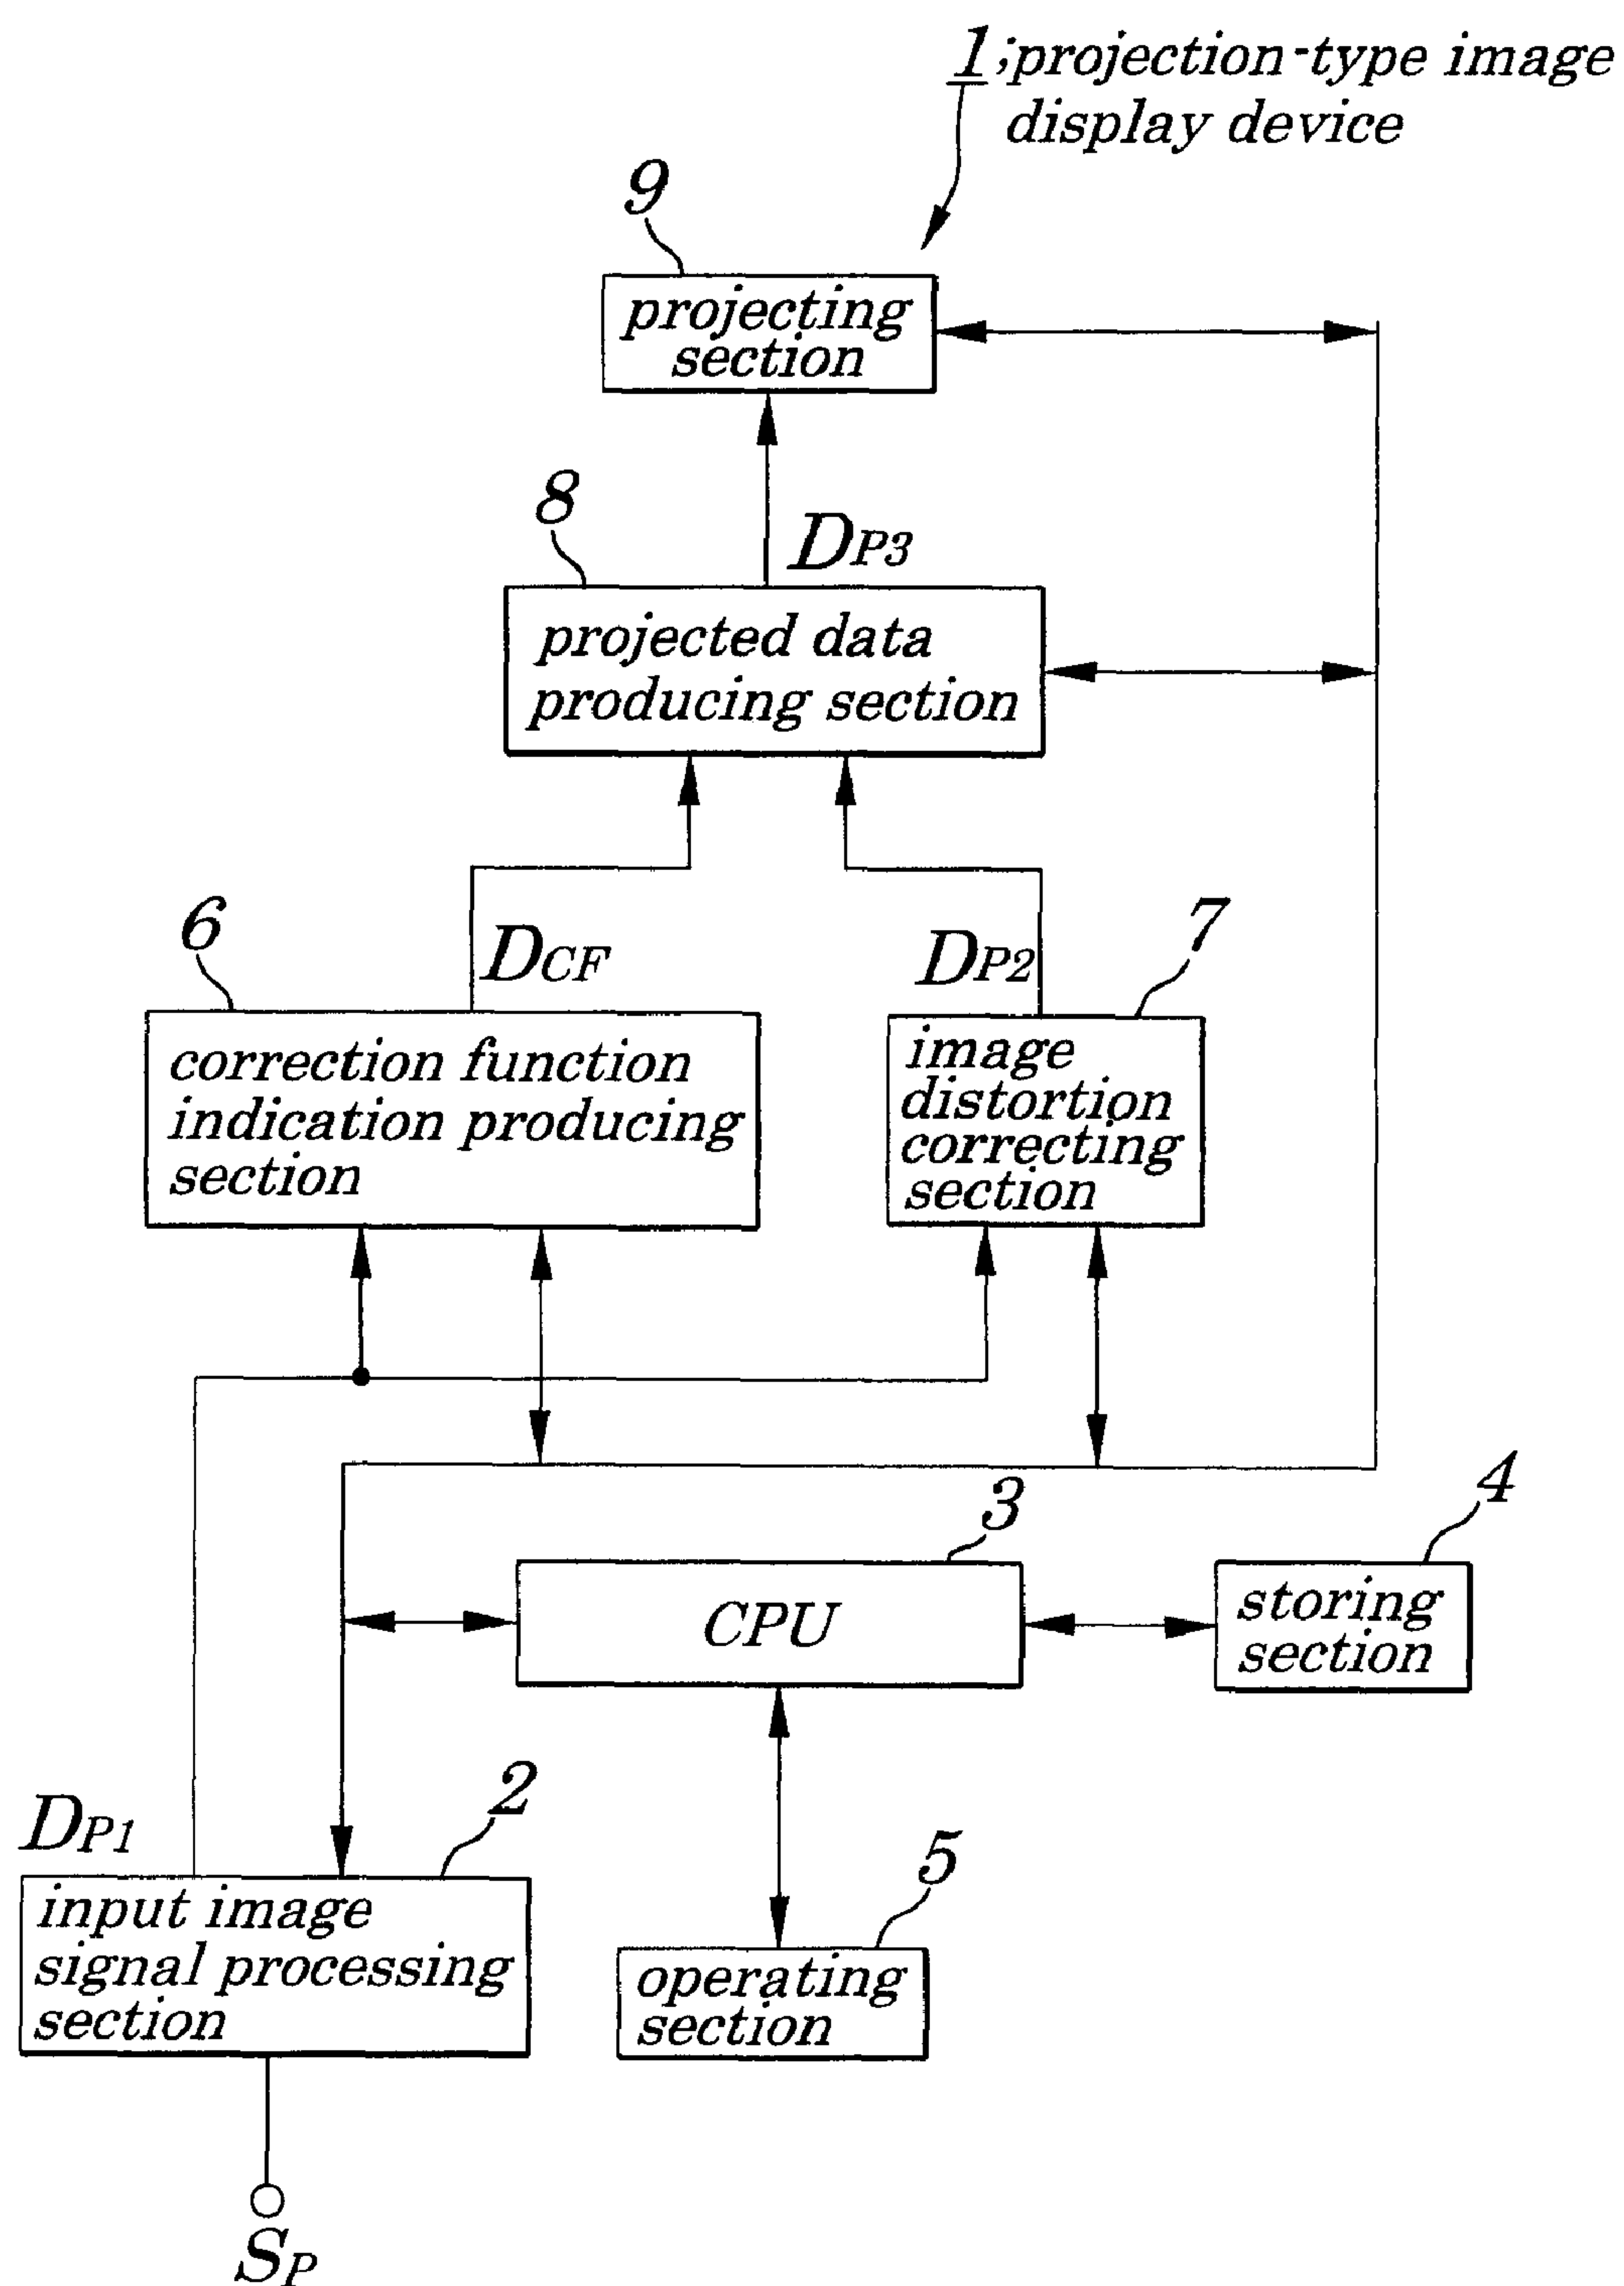 1;projection-type image
display device
9
projecting
section
8
DP3
projected data
producing section
6
DCF
DP2
7
correction function
indication producing
section
image
distortion
correcting
section
3
4
CPU
storing
section
DP1
2
5
input image
signal processing
section
operating
section
SP